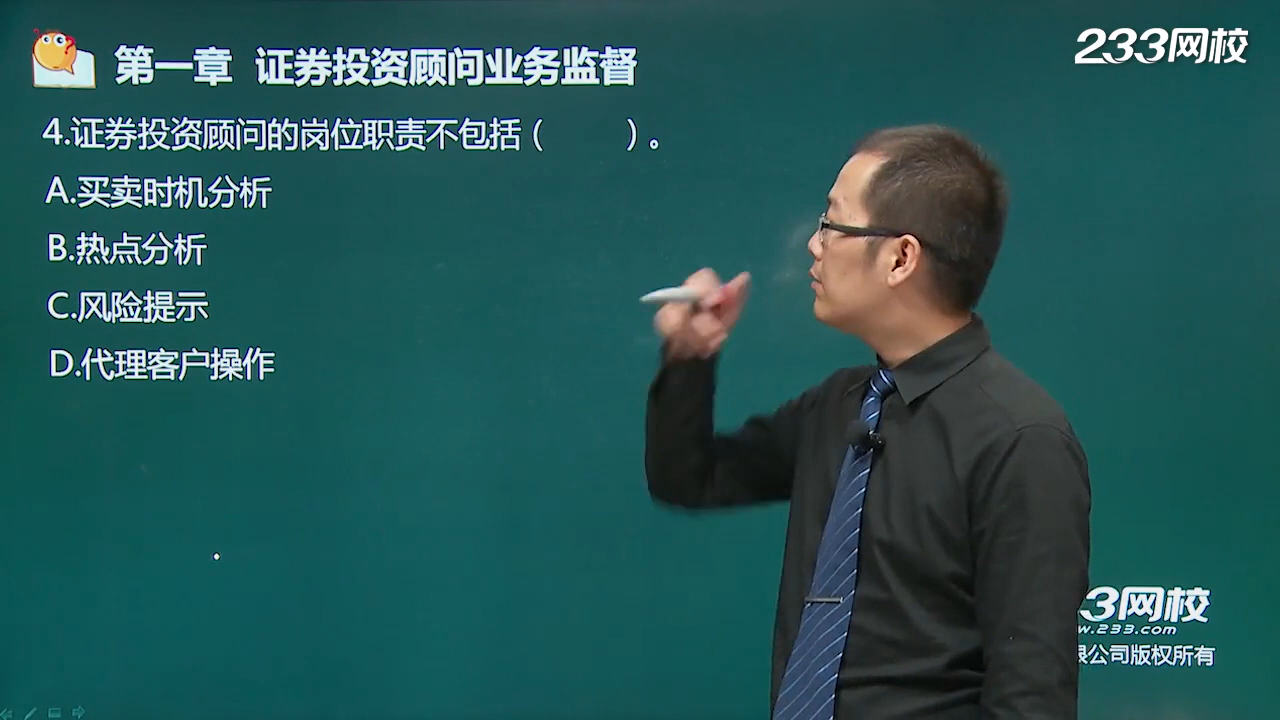 第一章 证券投资顾问业务监督
233网校
4.证券投资顾问的岗位职责不包括（ ）。
A.买卖时机分析
B.热点分析
C.风险提示
D.代理客户操作
3网校
w.233.com
限公司版权所有